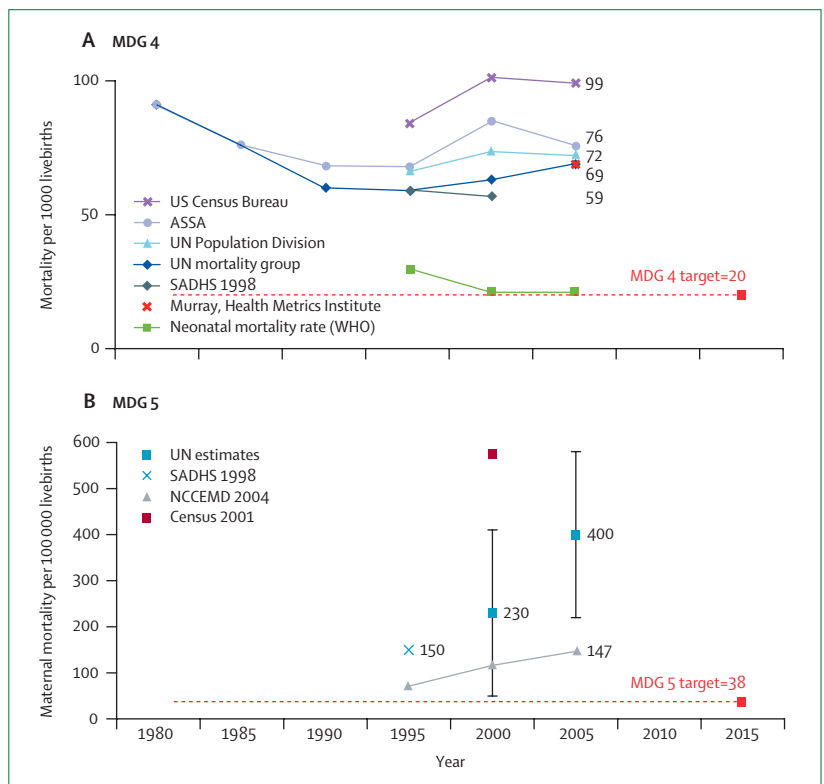 A MDG 4
Mortality per 1000 livebirths
100
50
0
99
76
72
69
59
US Census Bureau
ASSA
UN Population Division
UN mortality group
SADHS 1998
Murray, Health Metrics Institute
Neonatal mortality rate (WHO)
MDG 4 target=20
B MDG 5
Maternal mortality per 100 000 livebirths
600
500
400
300
200
100
0
UN estimates
SADHS 1998
NCCEMD 2004
Census 2001
400
230
150
147
MDG 5 target=38
1980 1985 1990 1995 2000 2005 2010 2015
Year